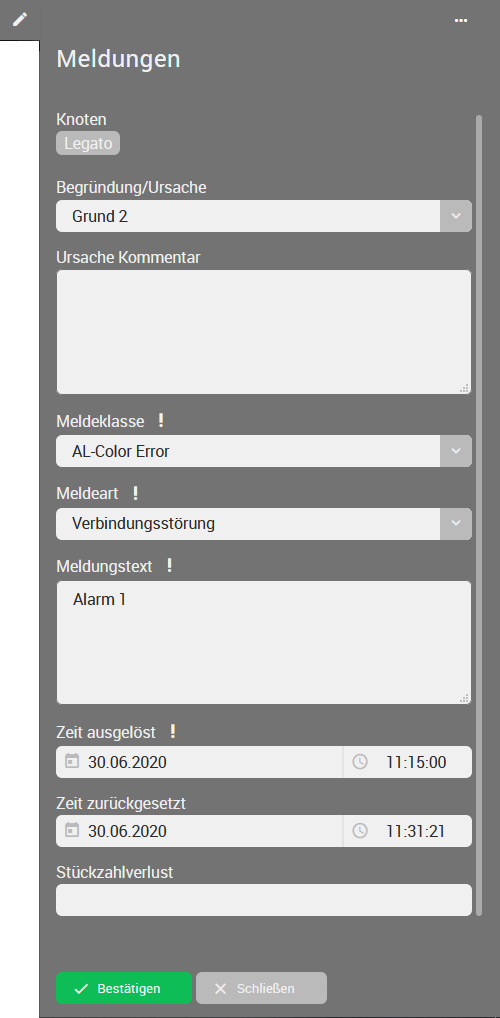 Meldungen
Knoten
Legato
Begründung/Ursache
Grund 2
Ursache Kommentar
Meldeklasse !
AL-Color Error
Meldeart !
Verbindungsstörung
Meldungstext !
Alarm 1
Zeit ausgelöst !
30.06.2020 11:15:00
Zeit zurückgesetzt
30.06.2020 11:31:21
Stückzahlverlust
Bestätigen Schließen